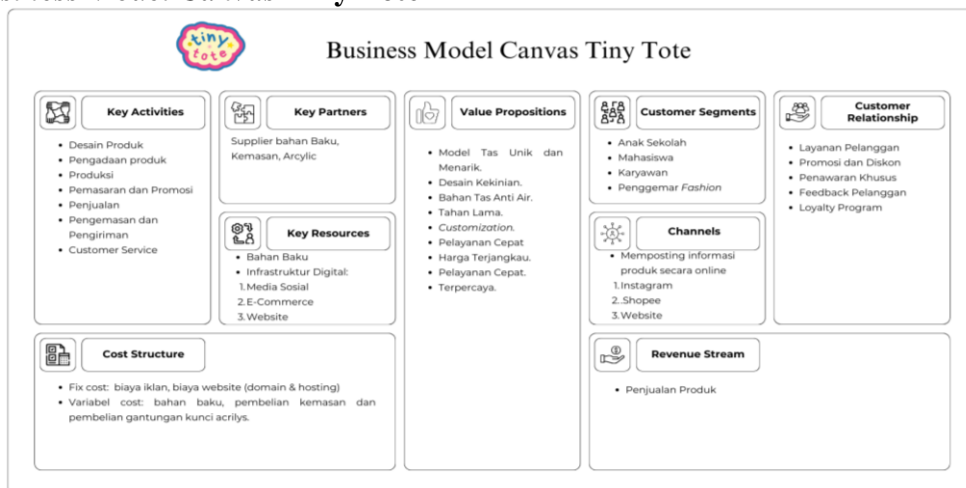 tiny
tote
Business Model Canvas Tiny Tote
Key Activities
• Desain Produk
• Pengadaan produk
• Produksi
• Pemasaran dan Promosi
• Penjualan
• Pengemasan dan
Pengiriman
• Customer Service
Key Partners
Supplier bahan Baku,
Kemasan, Arcylic
Key Resources
• Bahan Baku
• Infrastruktur Digital:
1.Media Sosial
2.E-Commerce
3.Website
Value Propositions
• Model Tas Unik dan
Menarik.
• Desain Kekinian.
• Bahan Tas Anti Air.
• Tahan Lama.
• Customization.
• Pelayanan Cepat
• Harga Terjangkau.
• Pelayanan Cepat.
• Terpercaya.
Customer Segments
• Anak Sekolah
• Mahasiswa
• Karyawan
• Penggemar Fashion
Channels
• Memposting informasi
produk secara online
1.Instagram
2..Shopee
3.Website
Customer
Relationship
• Layanan Pelanggan
• Promosi dan Diskon
• Penawaran Khusus
• Feedback Pelanggan
• Loyalty Program
Cost Structure
• Fix cost: biaya iklan, biaya website (domain & hosting)
• Variabel cost: bahan baku, pembelian kemasan dan
pembelian gantungan kunci acrilys.
Revenue Stream
• Penjualan Produk